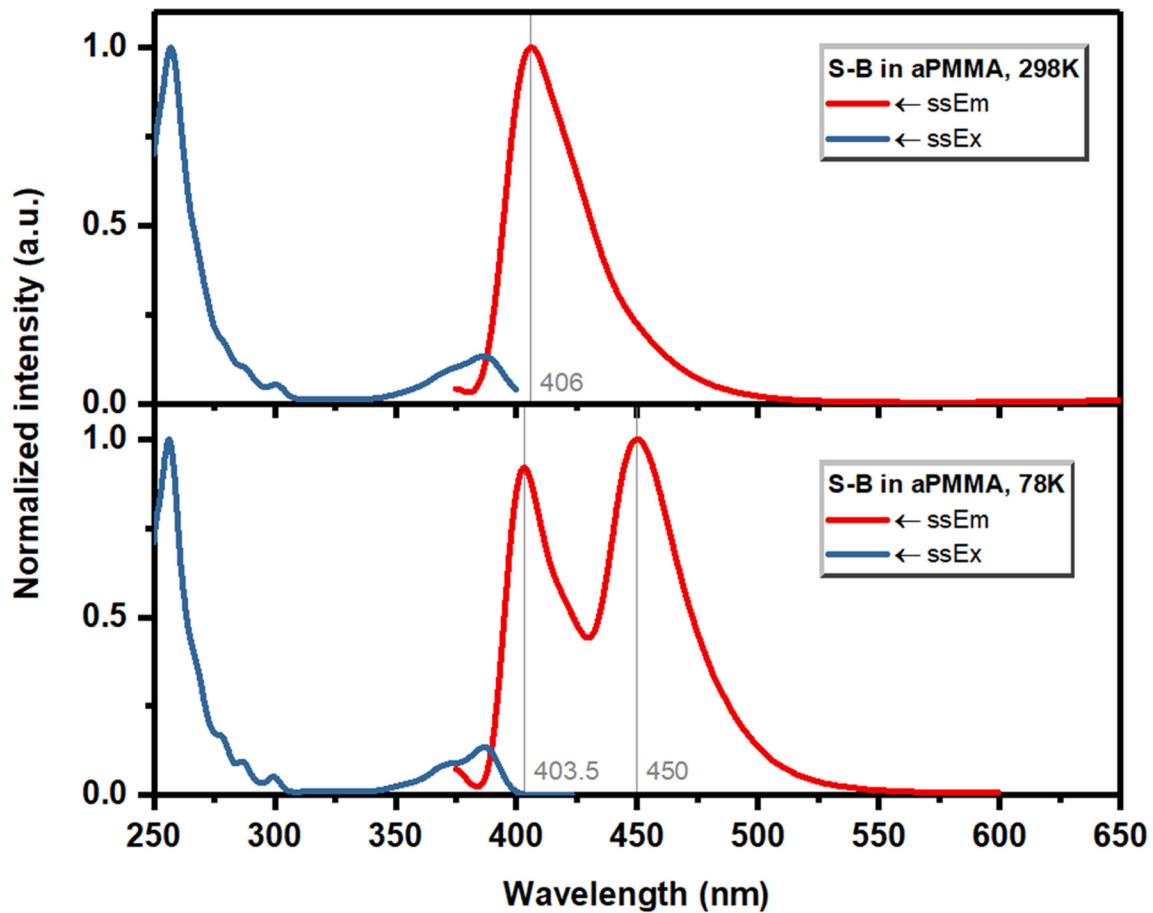 Normalized intensity (a.u.)
1.0
0.5
0.0
S-B in aPMMA, 298K
← ssEm
← ssEx
406
1.0
0.5
0.0
S-B in aPMMA, 78K
← ssEm
← ssEx
403.5
450
250 300 350 400 450 500 550 600 650
Wavelength (nm)